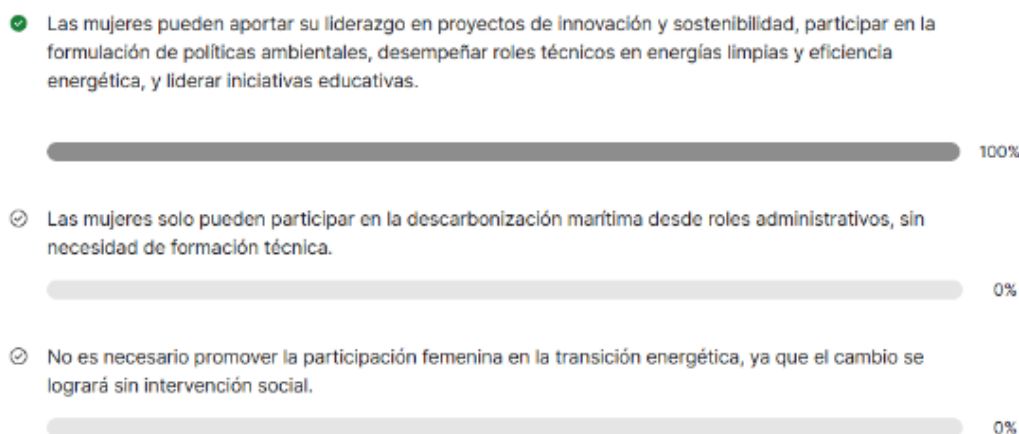 Las mujeres pueden aportar su liderazgo en proyectos de innovación y sostenibilidad, participar en la
formulación de políticas ambientales, desempeñar roles técnicos en energías limpias y eficiencia
energética, y liderar iniciativas educativas.
100%
Las mujeres solo pueden participar en la descarbonización marítima desde roles administrativos, sin
necesidad de formación técnica.
0%
No es necesario promover la participación femenina en la transición energética, ya que el cambio se
logrará sin intervención social.
0%